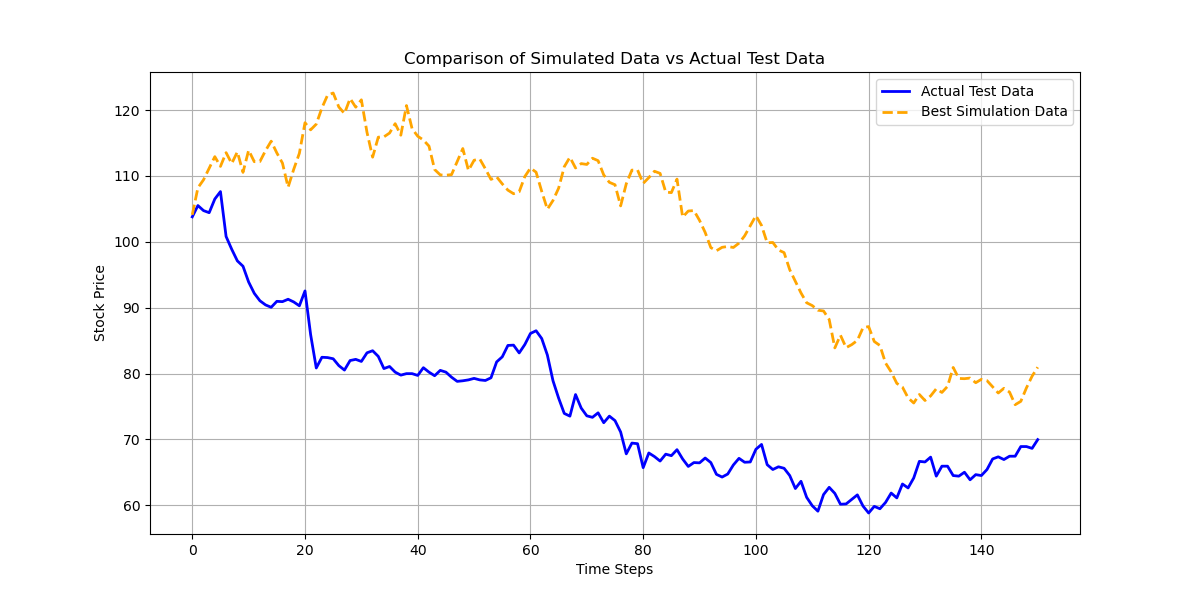 Comparison of Simulated Data vs Actual Test Data
Actual Test Data
Best Simulation Data
Stock Price
120
110
100
90
80
70
60
0 20 40 60 80 100 120 140
Time Steps